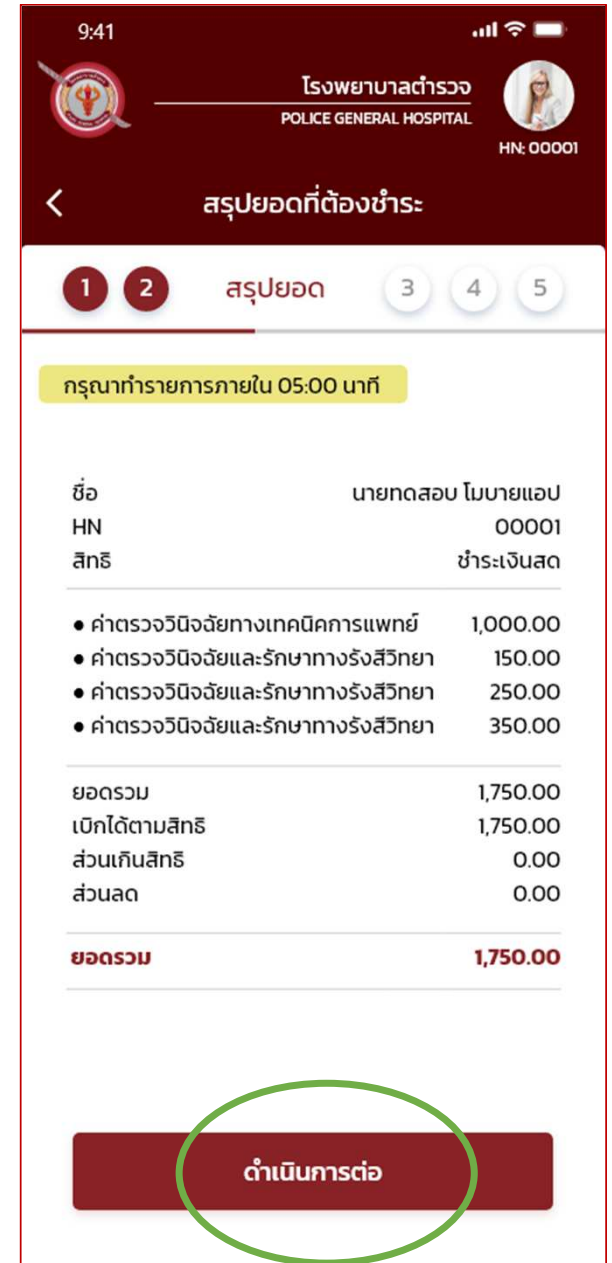 9:41
โรงพยาบาลตำรวจ
POLICE GENERAL HOSPITAL
HN: 00001
สรุปยอดที่ต้องชำระ
1 2 สรุปยอด 3 4 5
กรุณาทำรายการภายใน 05:00 นาที
ชื่อ นายทดสอบ โมบายแอป
HN 00001
สิทธิ ชำระเงินสด
● ค่าตรวจวินิจฉัยทางเทคนิคการแพทย์ 1,000.00
● ค่าตรวจวินิจฉัยและรักษาทางรังสีวิทยา 150.00
● ค่าตรวจวินิจฉัยและรักษาทางรังสีวิทยา 250.00
● ค่าตรวจวินิจฉัยและรักษาทางรังสีวิทยา 350.00
ยอดรวม 1,750.00
เบิกได้ตามสิทธิ 1,750.00
ส่วนเกินสิทธิ 0.00
ส่วนลด 0.00
ยอดรวม 1,750.00
ดำเนินการต่อ